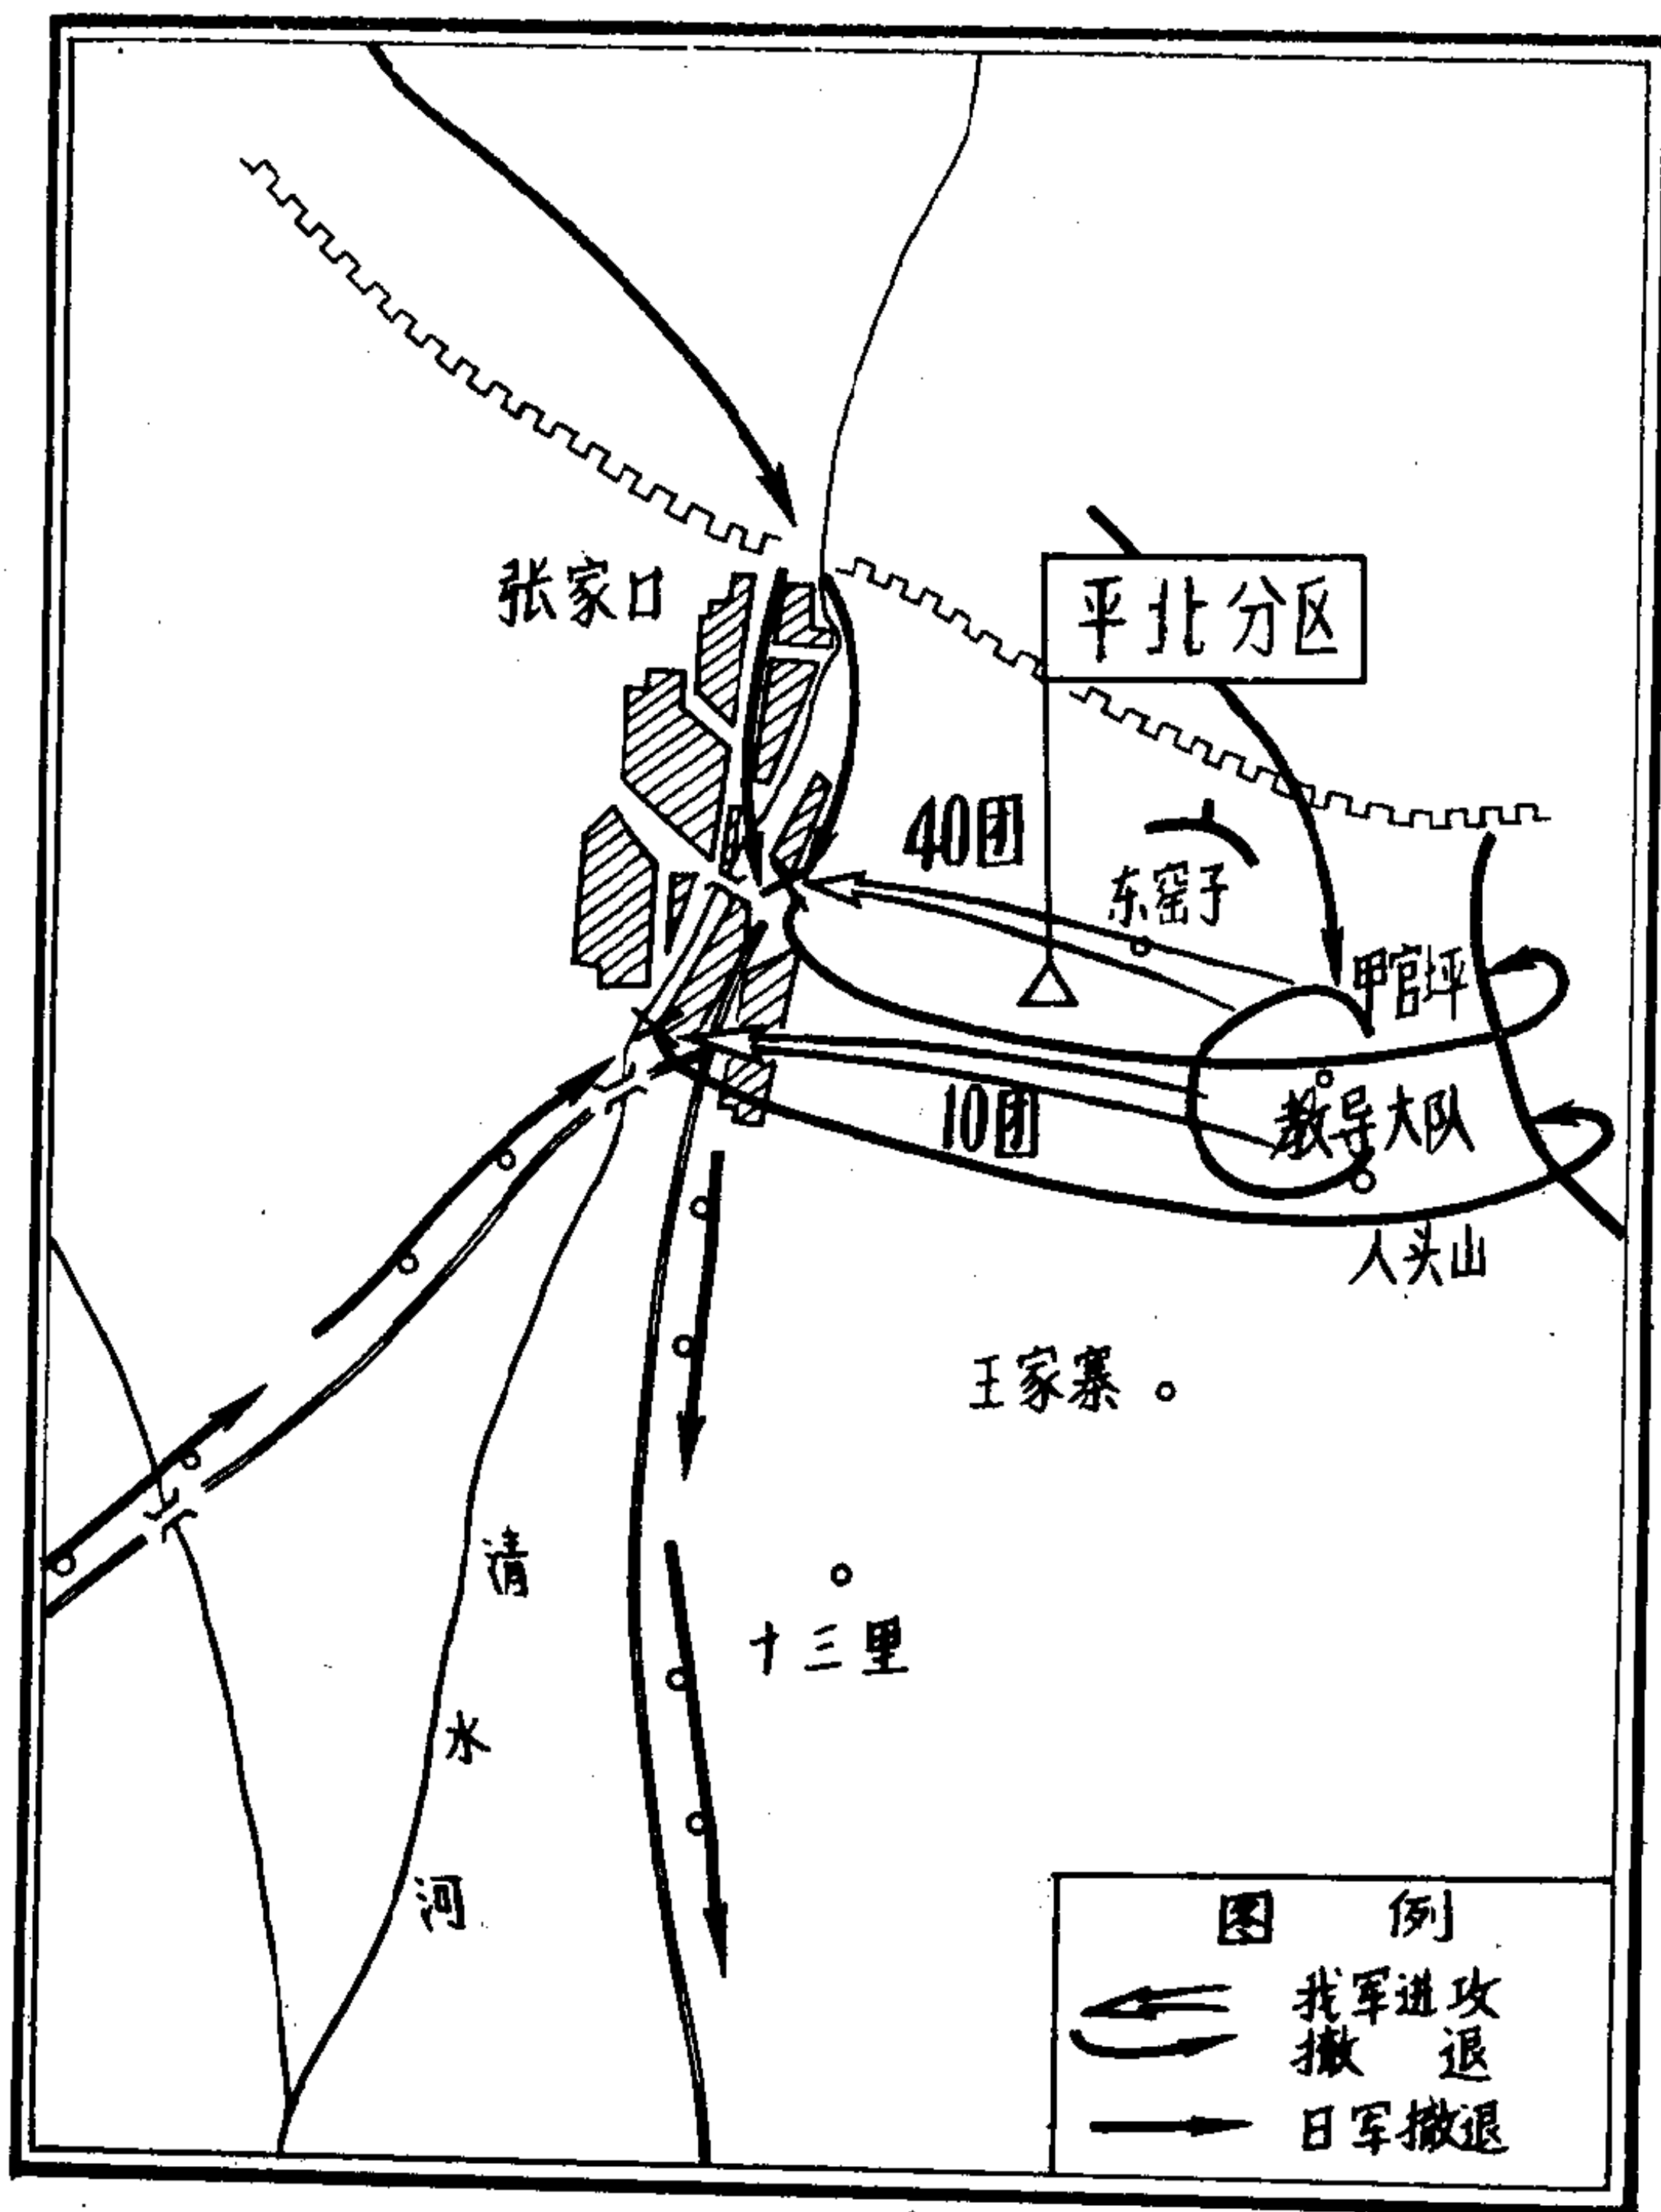 张家口
平北分区
40团
东窑子
甲官坪
10团
教导大队
人头山
王家寨
清水河
十三里
图 例
我军进攻
撤 退
日军撤退